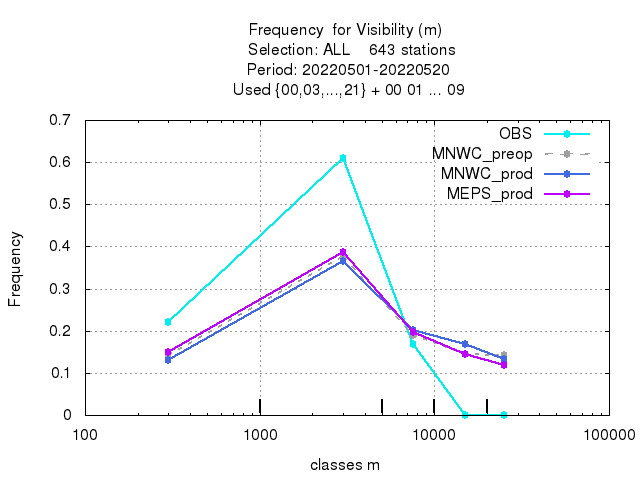 Frequency  for Visibility (m)
Selection: ALL    643 stations
Period: 20220501-20220520
Used {00,03,...,21} + 00 01 ... 09
0.7
0.6
0.5
0.4
0.3
0.2
0.1
0
Frequency
OBS
MNWC_preop
MNWC_prod
MEPS_prod
100
1000
10000
100000
classes m